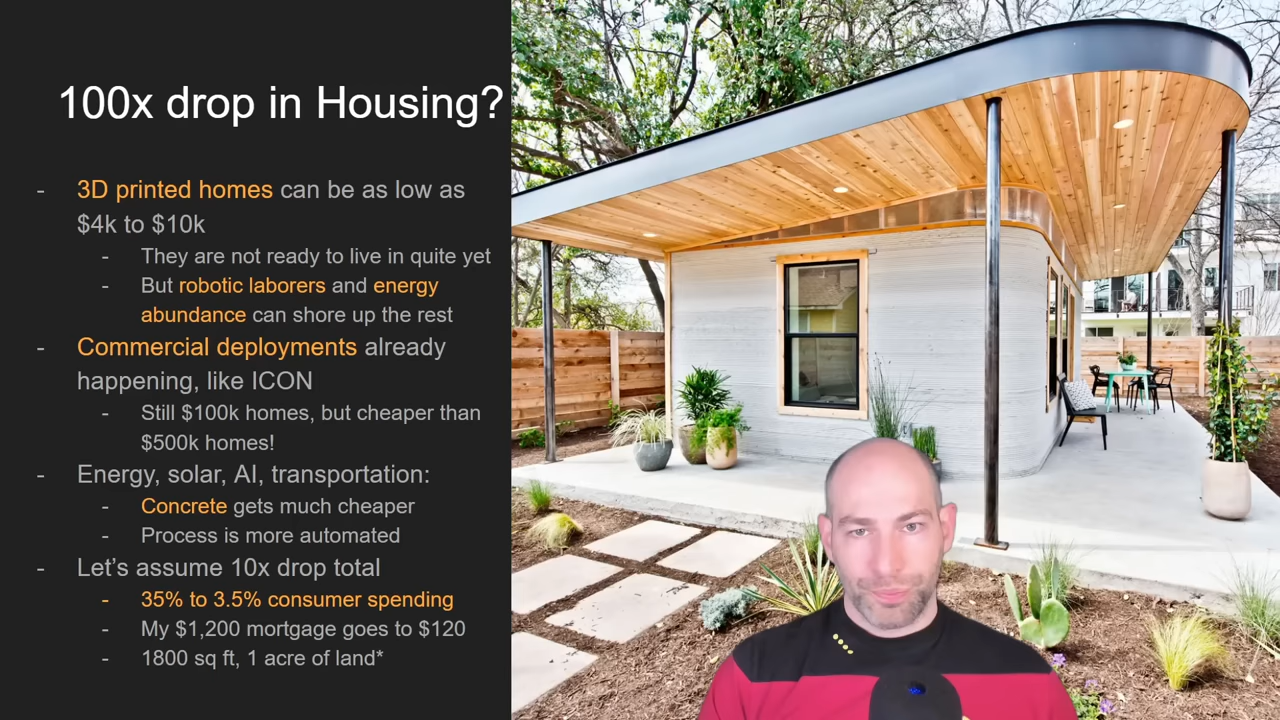 100x drop in Housing?
- 3D printed homes can be as low as
$4k to $10k
- They are not ready to live in quite yet
- But robotic laborers and energy
abundance can shore up the rest
- Commercial deployments already
happening, like ICON
- Still $100k homes, but cheaper than
$500k homes!
- Energy, solar, AI, transportation:
- Concrete gets much cheaper
- Process is more automated
- Let’s assume 10x drop total
- 35% to 3.5% consumer spending
- My $1,200 mortgage goes to $120
- 1800 sq ft, 1 acre of land*